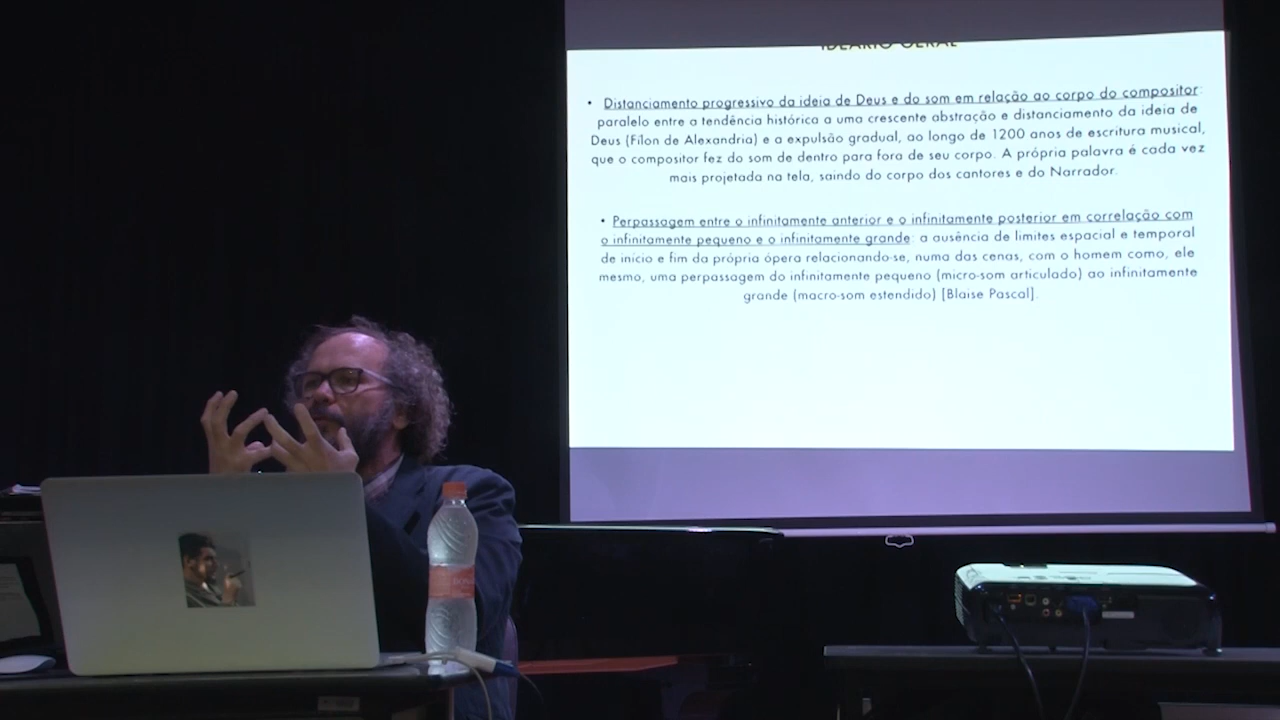 IDEÁRIO GERAL
• Distanciamento progressivo da ideia de Deus e do som em relação ao corpo do compositor:
paralelo entre a tendência histórica a uma crescente abstração e distanciamento da ideia de
Deus (Fílon de Alexandria) e a expulsão gradual, ao longo de 1200 anos de escritura musical,
que o compositor fez do som de dentro para fora de seu corpo. A própria palavra é cada vez
mais projetada na tela, saindo do corpo dos cantores e do Narrador.
• Perpassagem entre o infinitamente anterior e o infinitamente posterior em correlação com
o infinitamente pequeno e o infinitamente grande: a ausência de limites espacial e temporal
de início e fim da própria ópera relacionando-se, numa das cenas, com o homem como, ele
mesmo, uma perpassagem do infinitamente pequeno (micro-som articulado) ao infinitamente
grande (macro-som estendido) [Blaise Pascal].